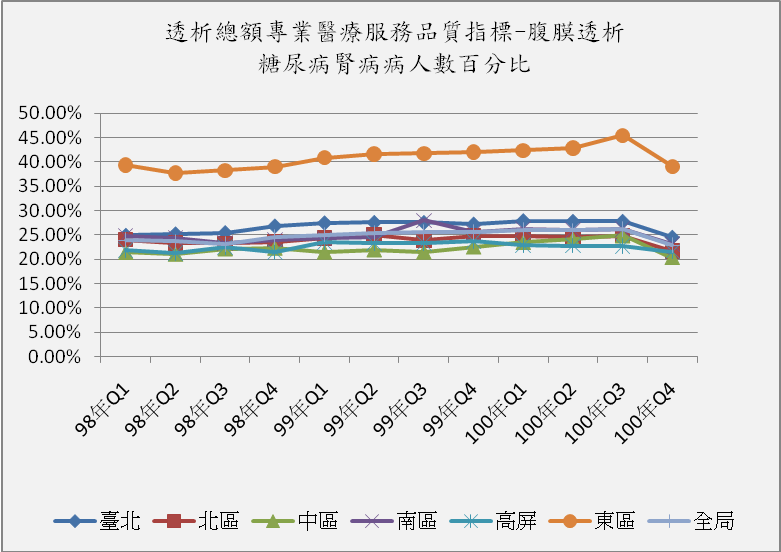 透析總額專業醫療服務品質指標-腹膜透析
糖尿病腎病病人數百分比
50.00%
45.00%
40.00%
35.00%
30.00%
25.00%
20.00%
15.00%
10.00%
5.00%
0.00%
98年Q1
98年Q2
98年Q3
98年Q4
99年Q1
99年Q2
99年Q3
99年Q4
100年Q1
100年Q2
100年Q3
100年Q4
臺北 北區 中區 南區 高屏 東區 全局